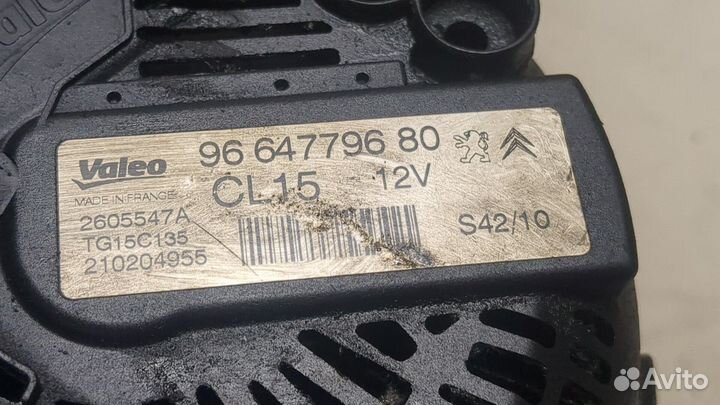 Valeo
96 647796 80
MADE IN FRANCE
CL15 12V
2605547A
TG15C135
210204955
S42/10
Avito